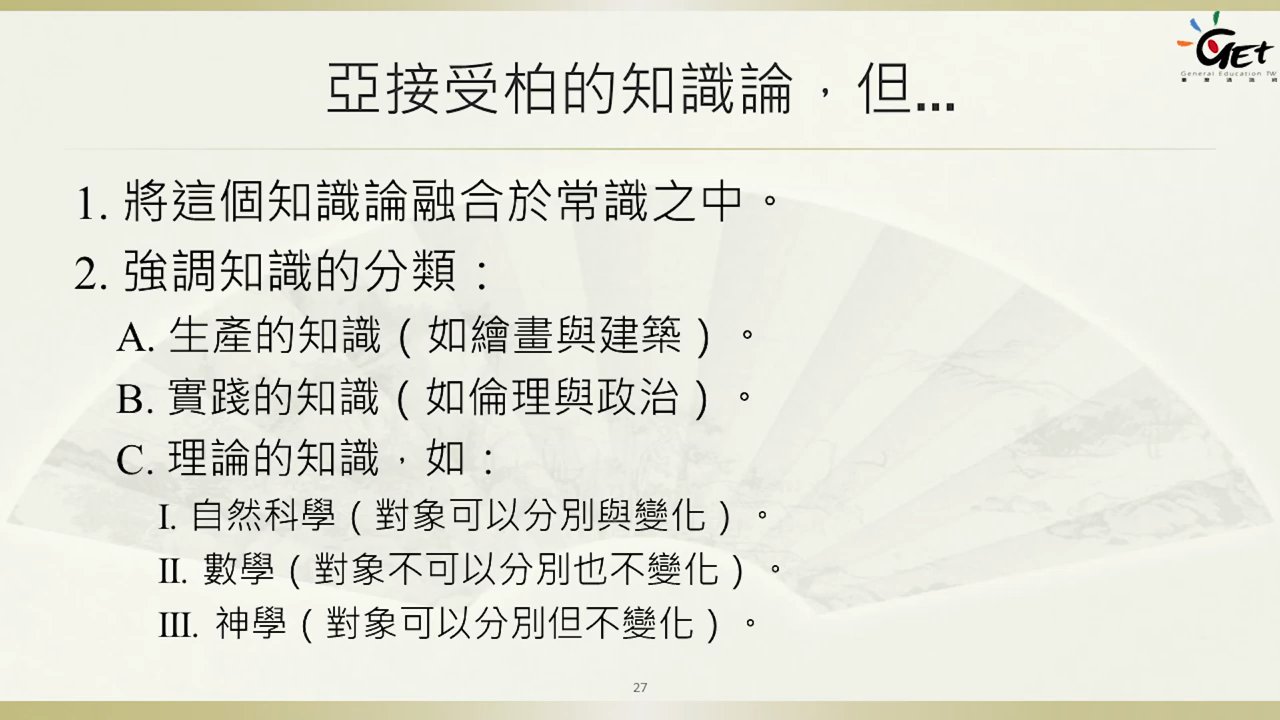 GEt
General Education TW
亞接受柏的知識論，但...
1. 將這個知識論融合於常識之中。
2. 強調知識的分類：
A. 生產的知識（如繪畫與建築）。
B. 實踐的知識（如倫理與政治）。
C. 理論的知識，如：
I. 自然科學（對象可以分別與變化）。
II. 數學（對象不可以分別也不變化）。
III. 神學（對象可以分別但不變化）。
27